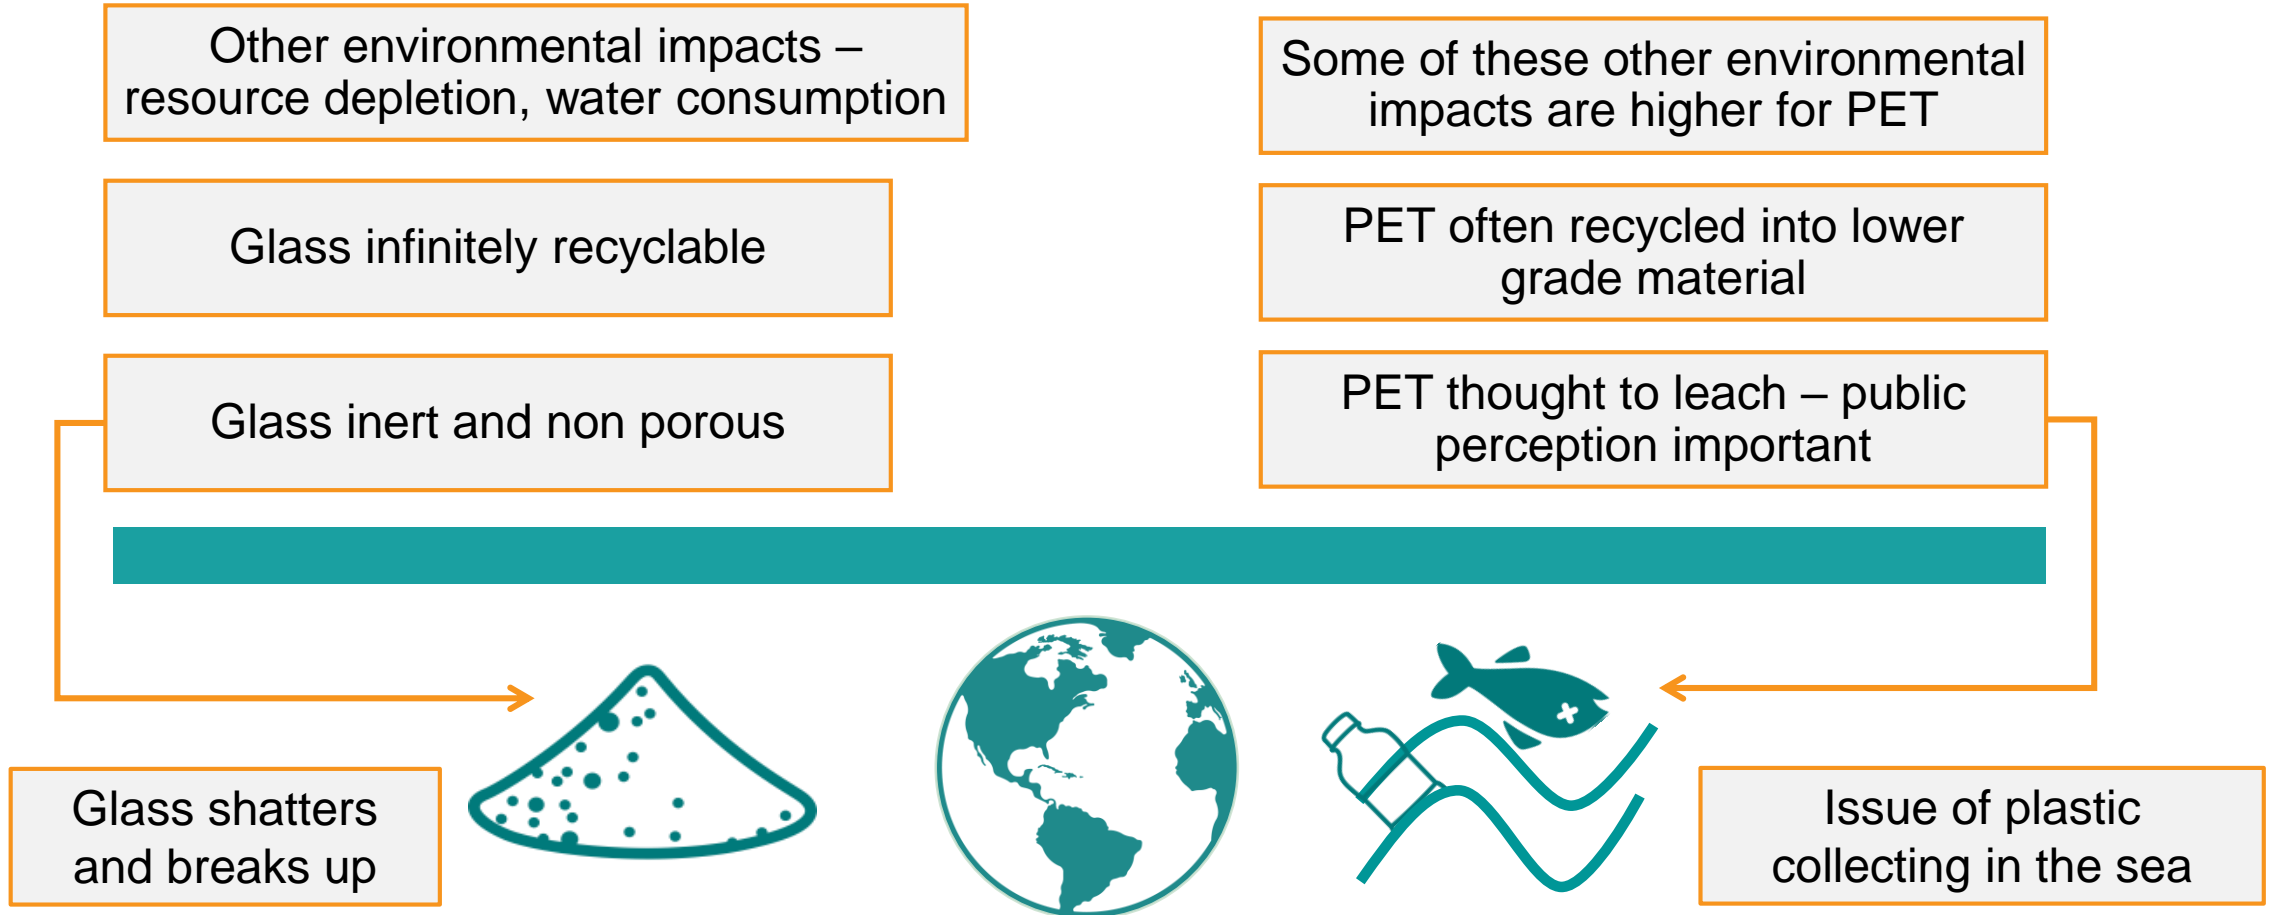 Other environmental impacts –
resource depletion, water consumption
Some of these other environmental
impacts are higher for PET
Glass infinitely recyclable
PET often recycled into lower
grade material
Glass inert and non porous
PET thought to leach – public
perception important
Glass shatters
and breaks up
Issue of plastic
collecting in the sea